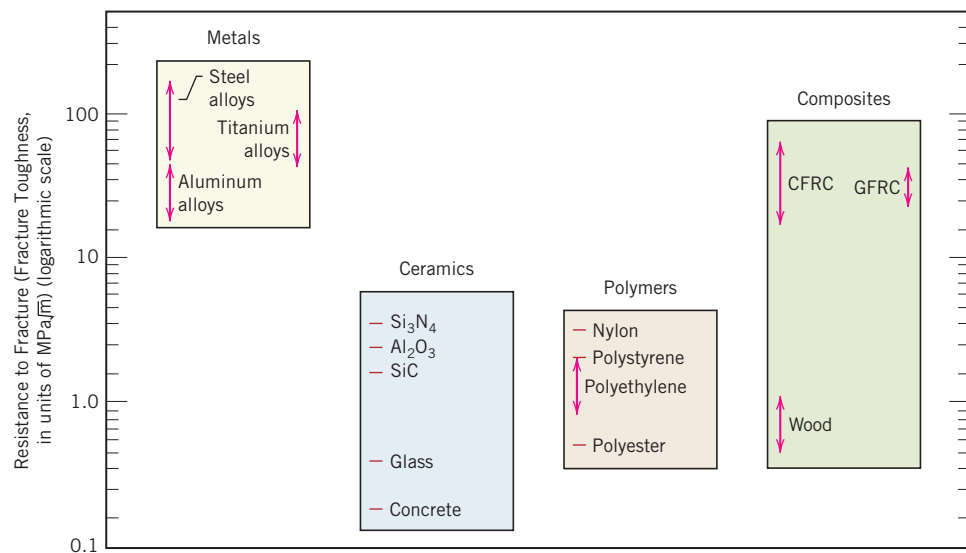 Resistance to Fracture (Fracture Toughness,
in units of MPa√m) (logarithmic scale)
100
10
1.0
0.1
Metals
Steel
alloys
Titanium
alloys
Aluminum
alloys
Ceramics
Si₃N₄
Al₂O₃
SiC
Glass
Concrete
Polymers
Nylon
Polystyrene
Polyethylene
Polyester
Composites
CFRC
GFRC
Wood